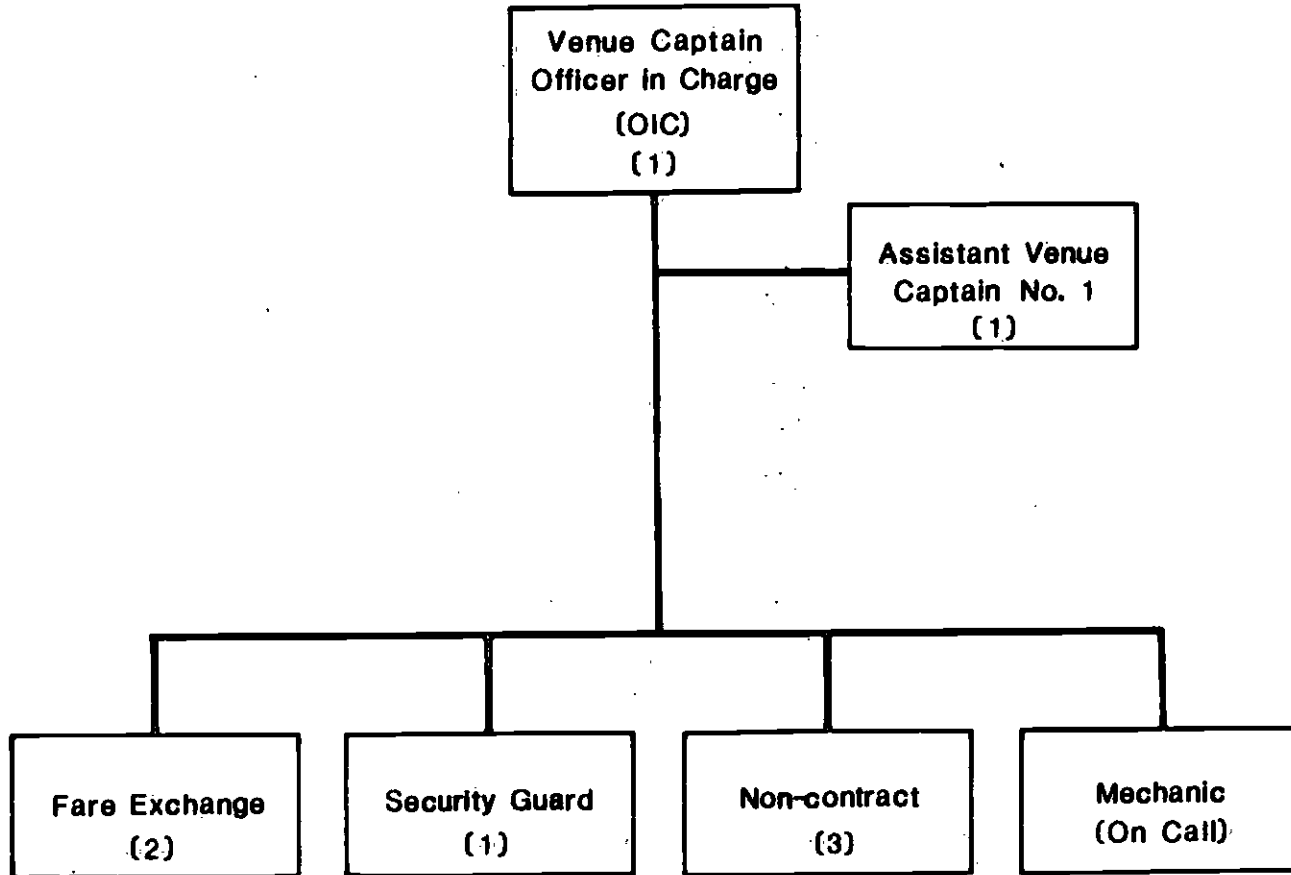 Venue Captain
Officer in Charge
(OIC)
(1)
Assistant Venue
Captain No. 1
(1)
Fare Exchange
(2)
Security Guard
(1)
Non-contract
(3)
Mechanic
(On Call)